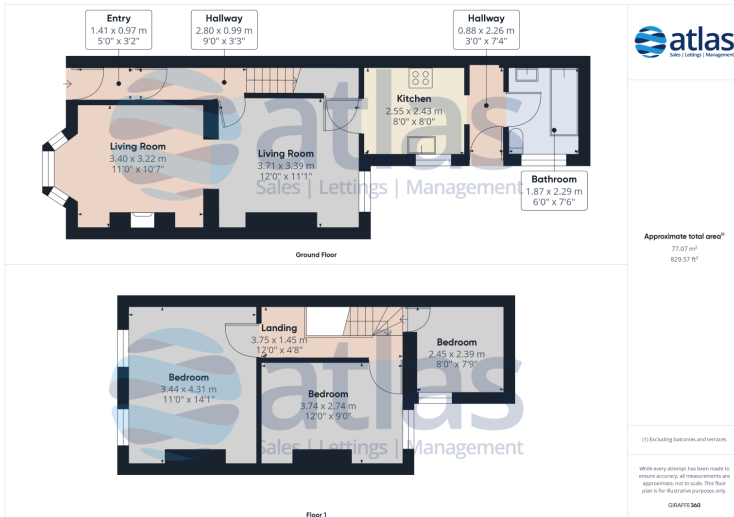 Entry
1.41 x 0.97 m
5'0" x 3'2"
Hallway
2.80 x 0.99 m
9'0" x 3'3"
Hallway
0.88 x 2.26 m
3'0" x 7'4"
Kitchen
2.55 x 2.43 m
8'0" x 8'0"
Living Room
3.40 x 3.22 m
11'0" x 10'7"
Living Room
3.71 x 3.39 m
12'0" x 11'1"
Bathroom
1.87 x 2.29 m
6'0" x 7'6"
atlas
Sales | Lettings | Management
Ground Floor
Landing
3.75 x 1.45 m
12'0" x 4'8"
Bedroom
2.45 x 2.39 m
8'0" x 7'9"
Bedroom
3.44 x 4.31 m
11'0" x 14'1"
Bedroom
3.74 x 2.74 m
12'0" x 9'0"
atlas
Sales | Lettings | Management
Floor 1
atlas
Sales | Lettings | Management
Approximate total area⁽¹⁾
77.07 m²
829.57 ft²
(1) Excluding balconies and terraces
While every attempt has been made to
ensure accuracy, all measurements are
approximate, not to scale. This floor
plan is for illustrative purposes only.
GIRAFFE360